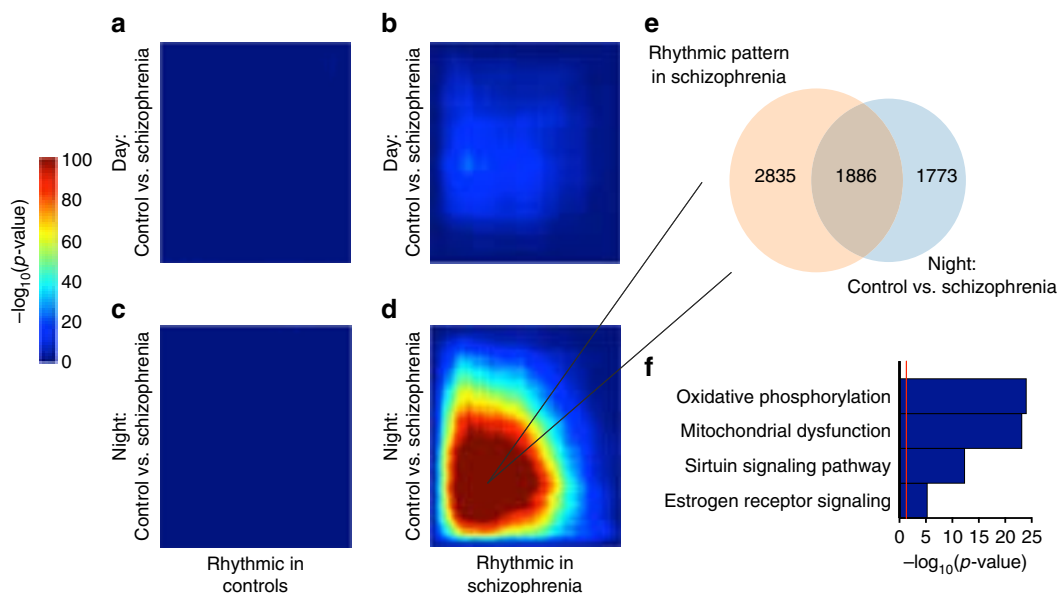 a
b
e
Day:
Control vs. schizophrenia
Day:
Control vs. schizophrenia
Rhythmic pattern
in schizophrenia
2835
1886
1773
Night:
Control vs. schizophrenia
–log10(p-value)
100
80
60
40
20
0
c
d
Night:
Control vs. schizophrenia
Night:
Control vs. schizophrenia
Rhythmic in
controls
Rhythmic in
schizophrenia
f
Oxidative phosphorylation
Mitochondrial dysfunction
Sirtuin signaling pathway
Estrogen receptor signaling
0 5 10 15 20 25
–log10(p-value)